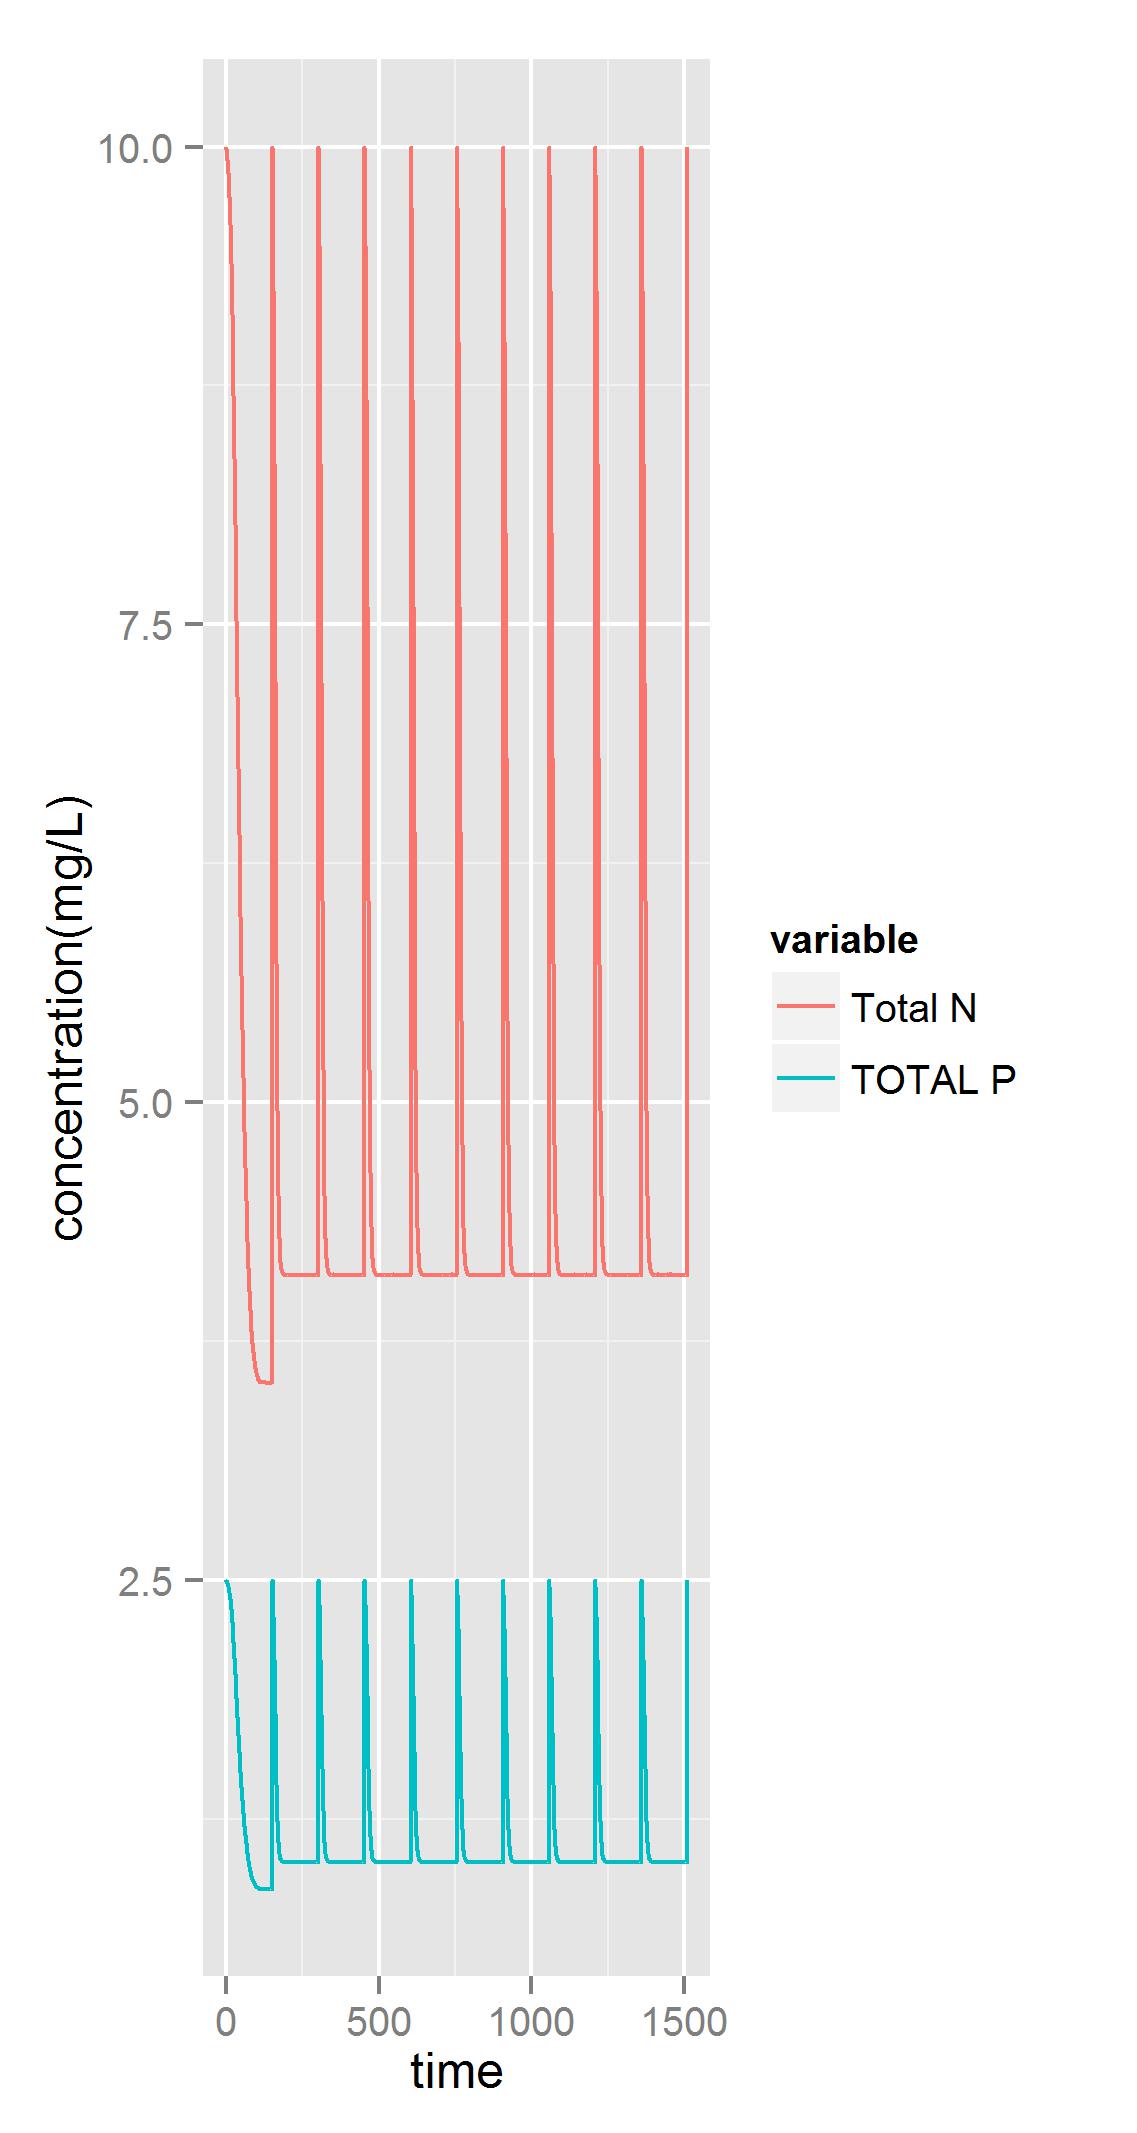 10.0
7.5
5.0
2.5
concentration(mg/L)
0 500 1000 1500
time
variable
Total N
TOTAL P